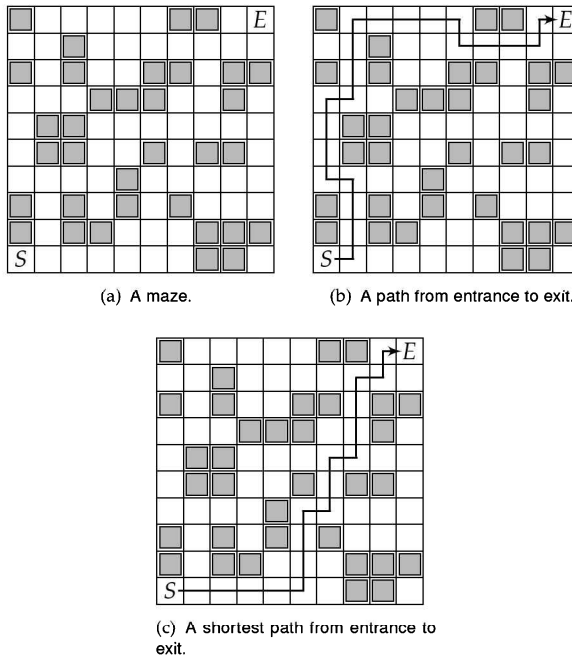 E
S
(a) A maze.
E
S
(b) A path from entrance to exit.
E
S
(c) A shortest path from entrance to
exit.